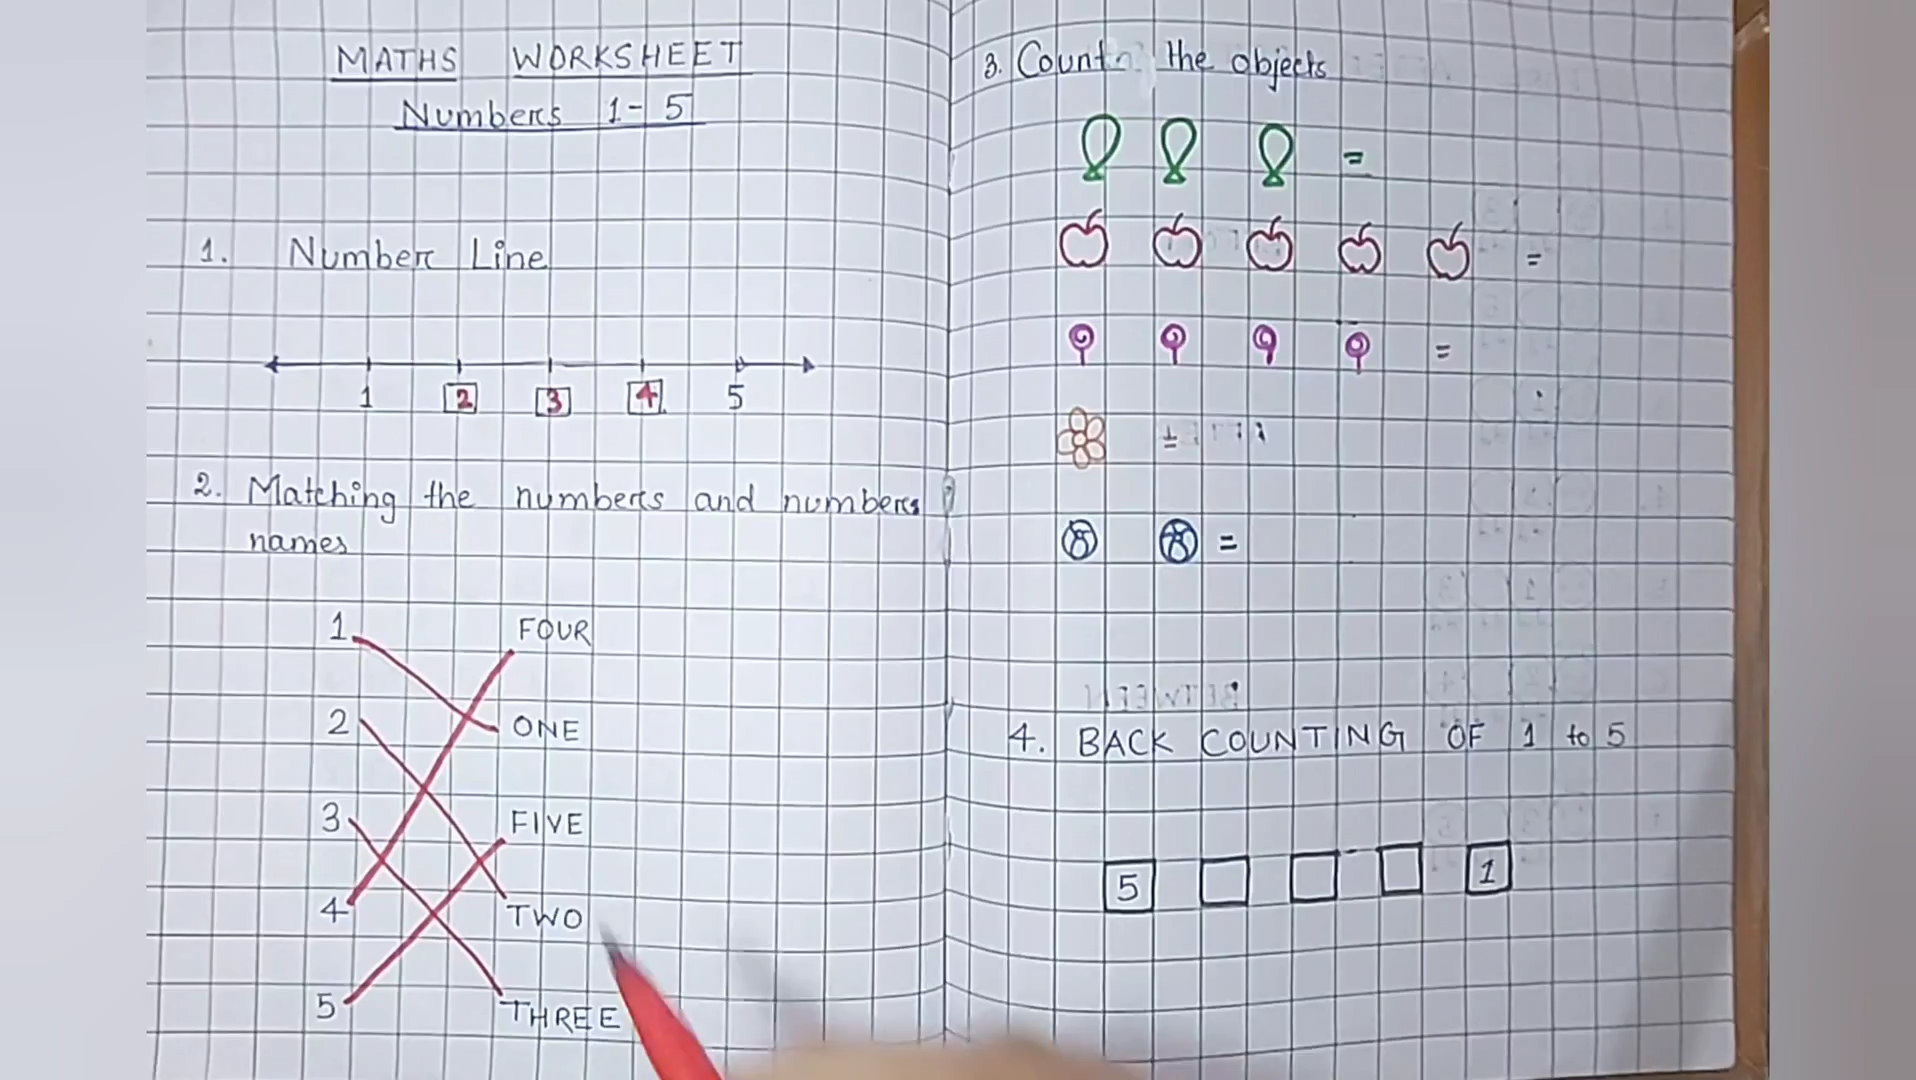 MATHS WORKSHEET
Numbers 1-5
1. Number Line
1 2 3 4 5
2. Matching the numbers and numbers
names
1 FOUR
2 ONE
3 FIVE
4 TWO
5 THREE
3. Count the objects
=
=
=
=
=
4. BACK COUNTING OF 1 to 5
5 1